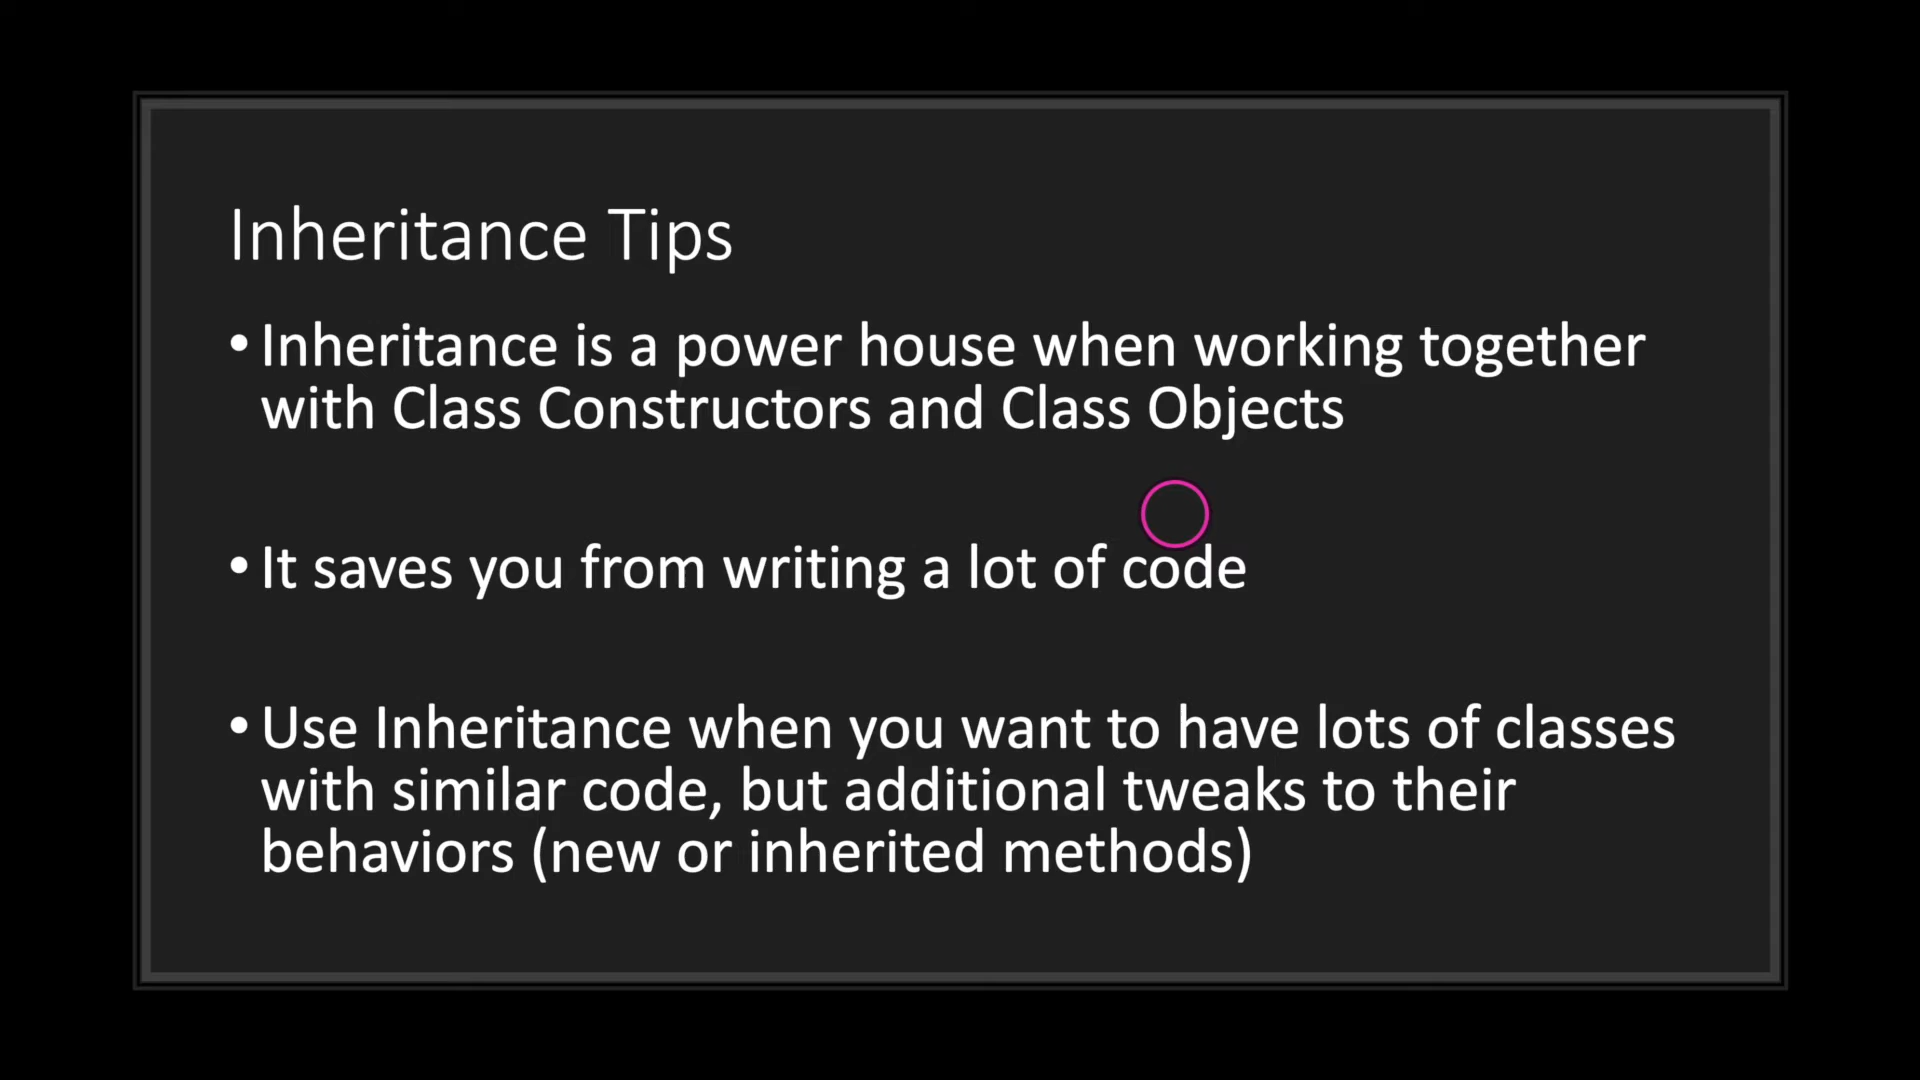 Inheritance Tips
• Inheritance is a power house when working together
with Class Constructors and Class Objects
• It saves you from writing a lot of code
• Use Inheritance when you want to have lots of classes
with similar code, but additional tweaks to their
behaviors (new or inherited methods)